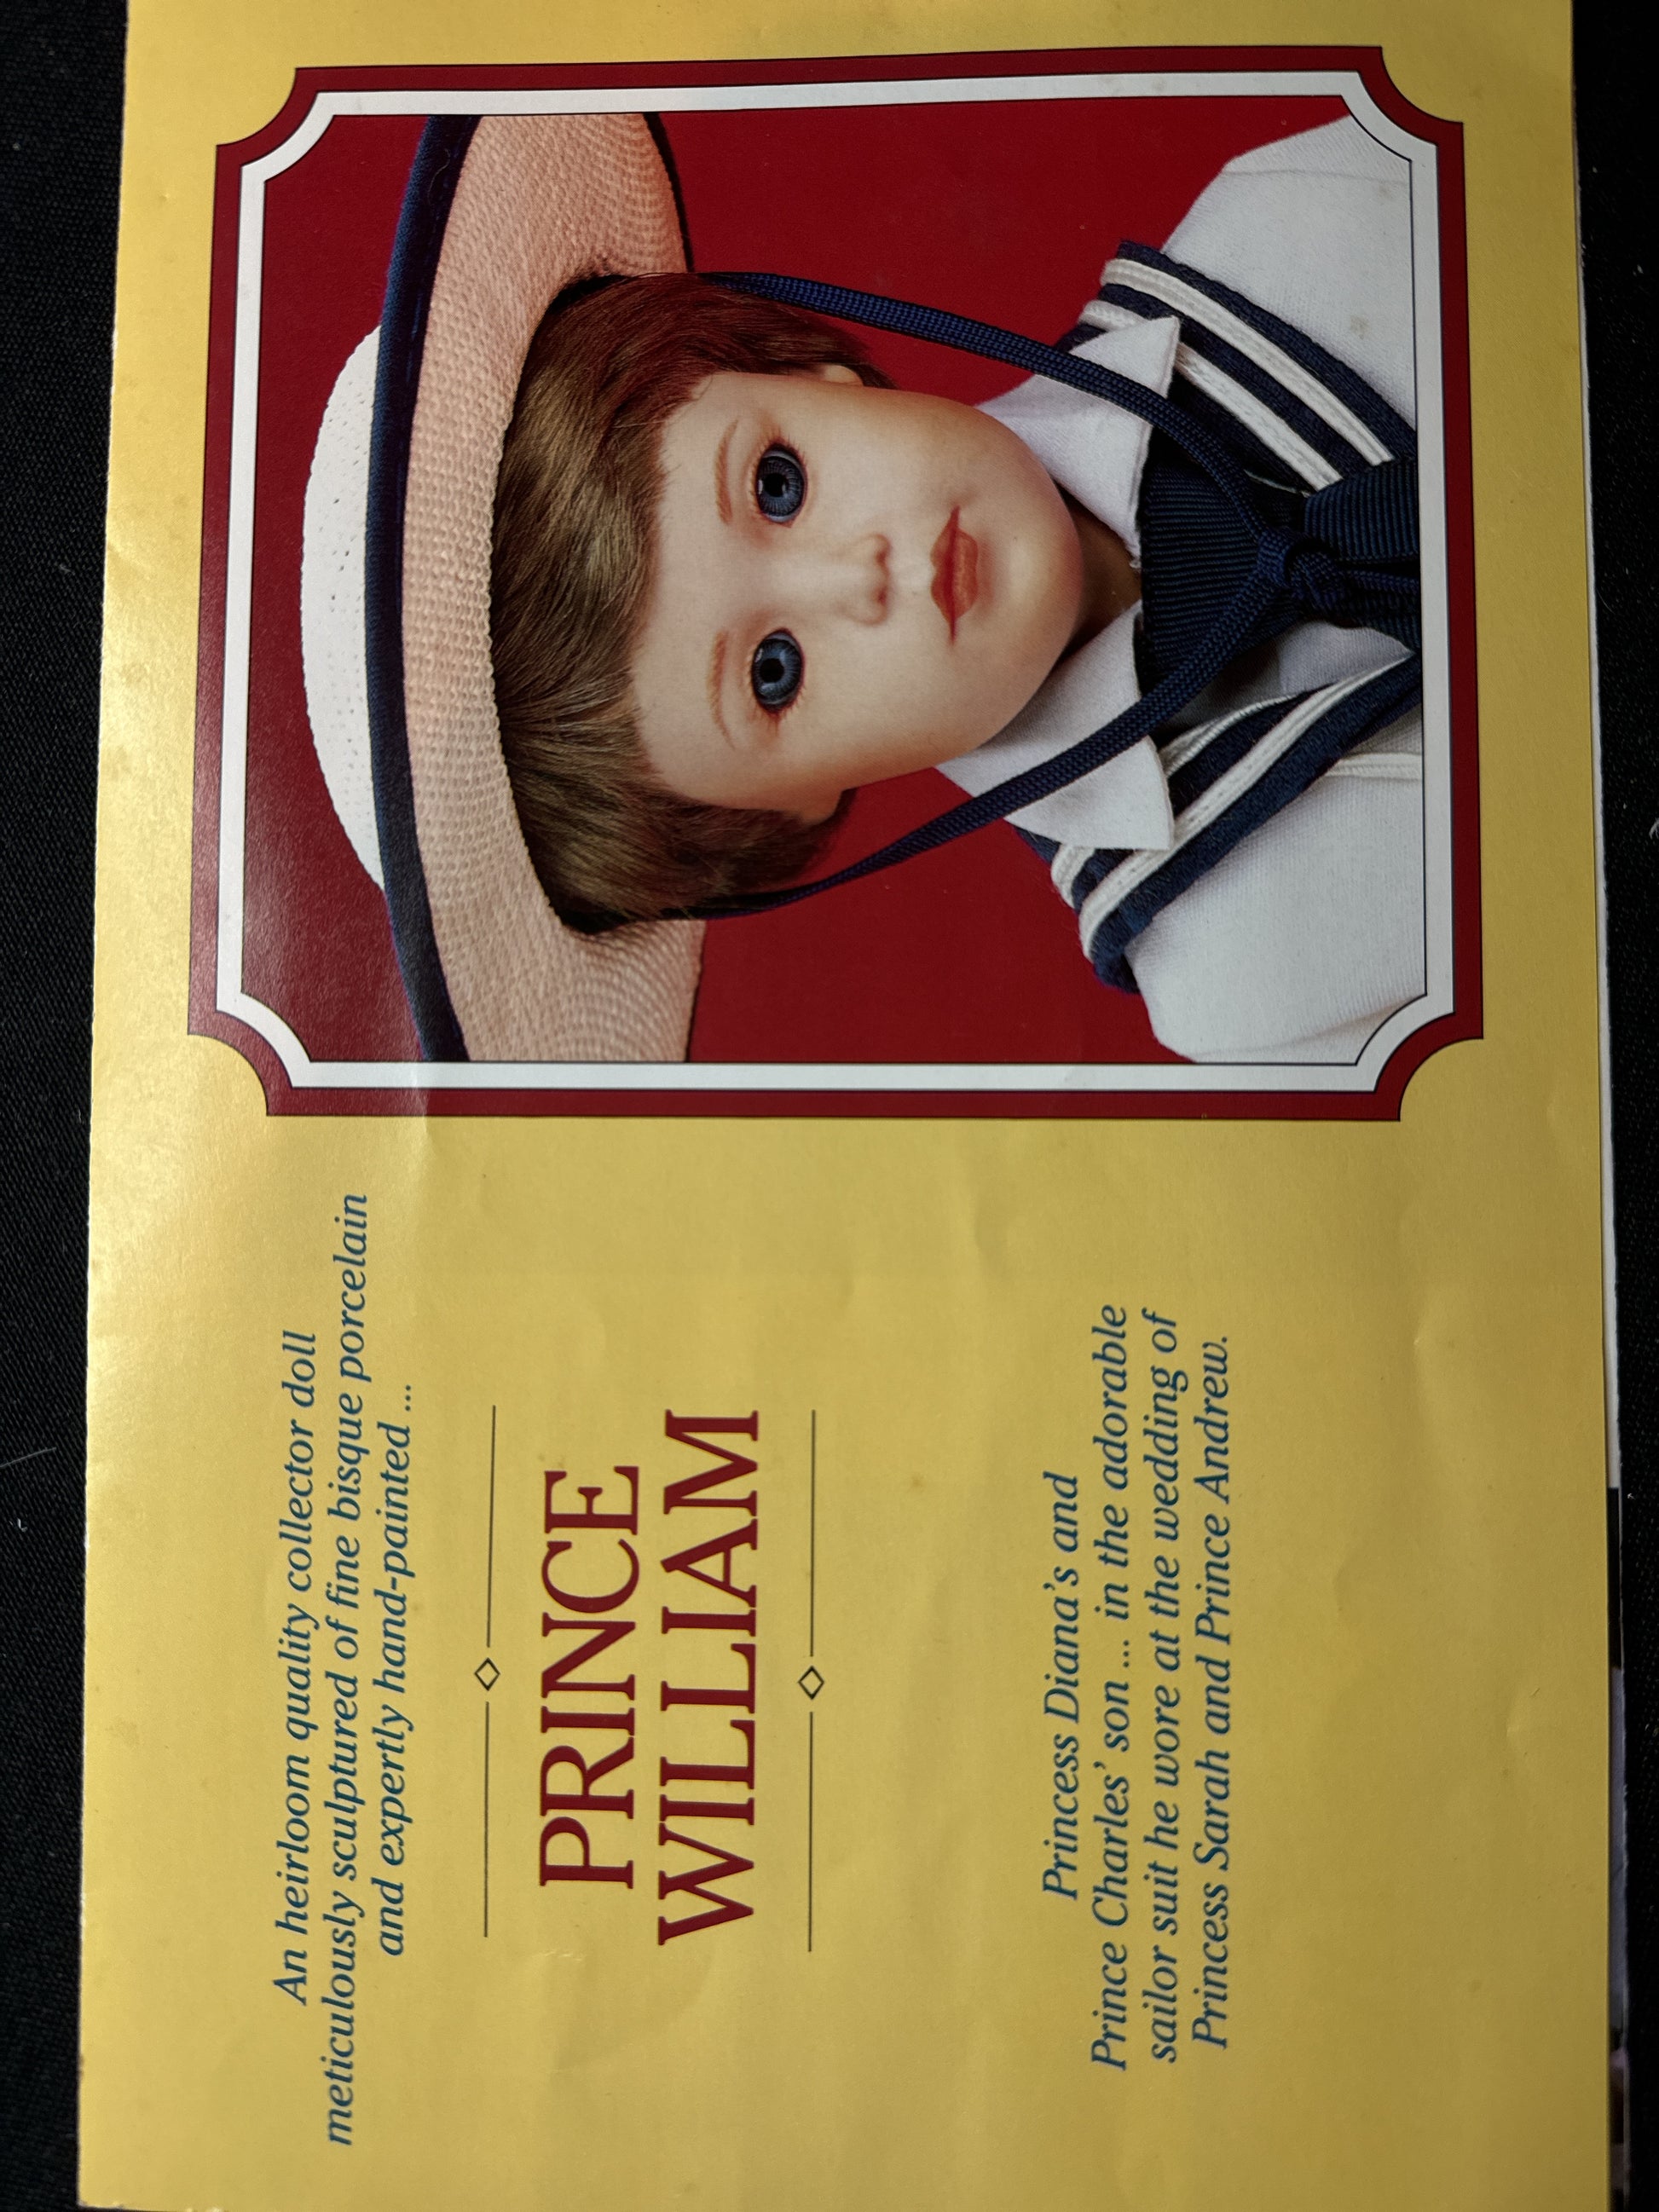 An heirloom quality collector doll
meticulously sculptured of fine bisque porcelain
and expertly hand-painted ...
PRINCE
WILLIAM
Princess Diana's and
Prince Charles' son ... in the adorable
sailor suit he wore at the wedding of
Princess Sarah and Prince Andrew.